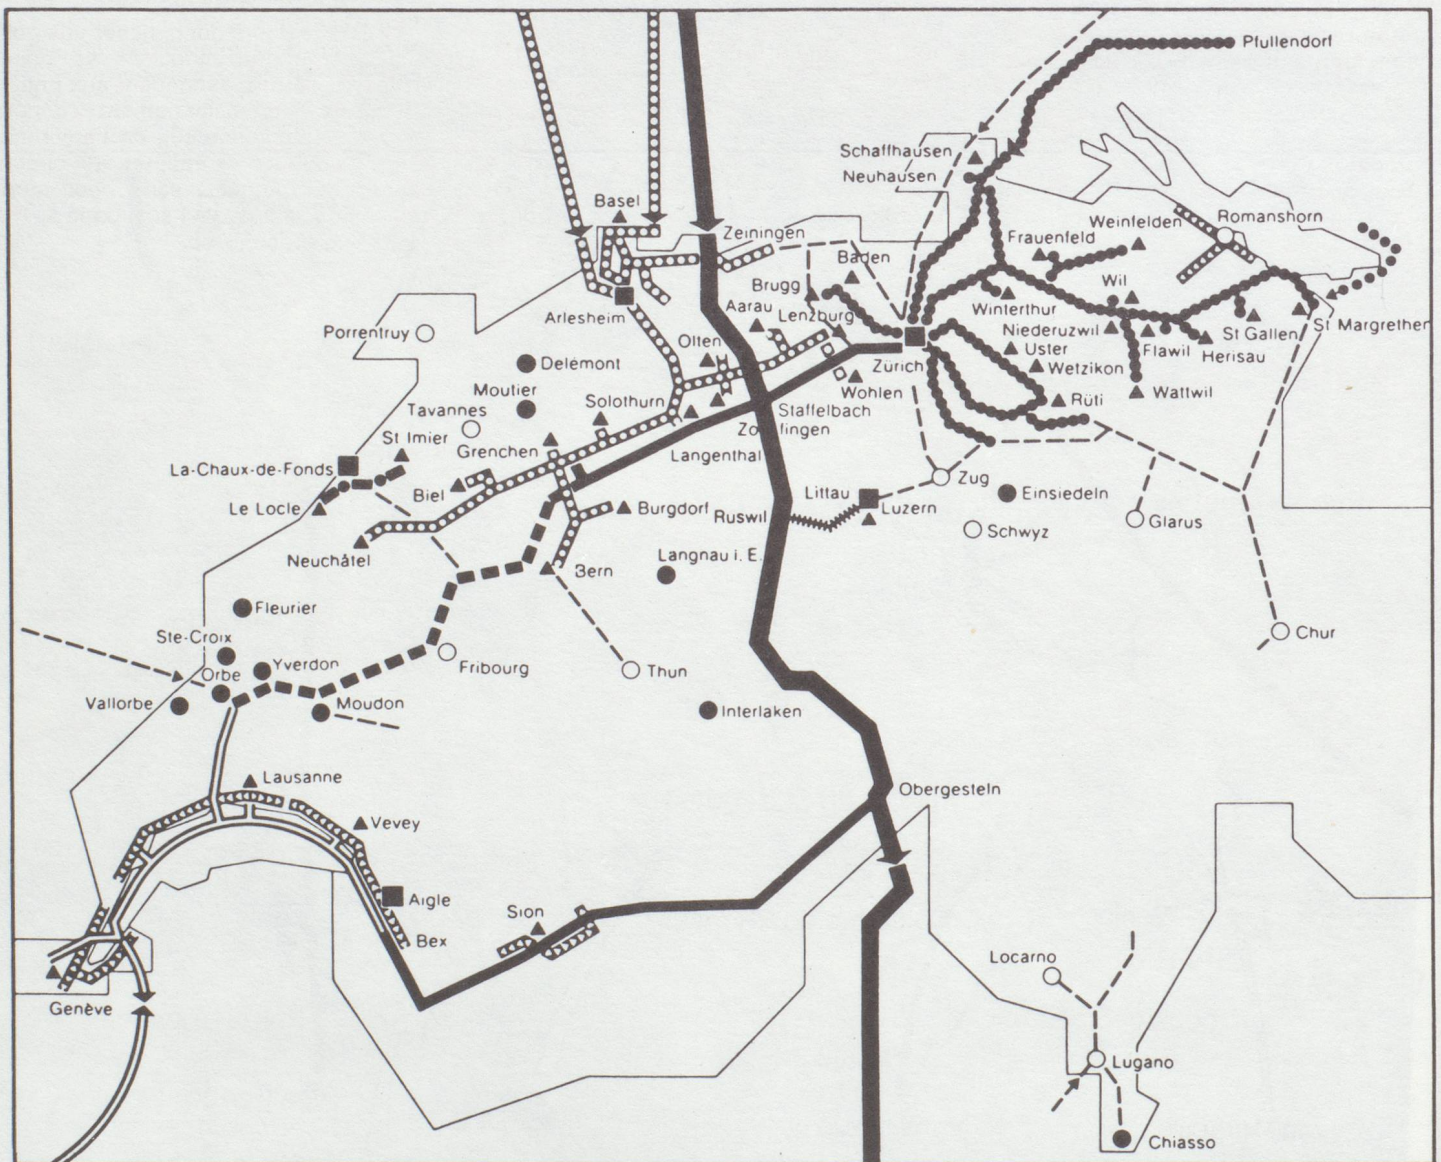 Pfullendorf
Schaffhausen
Neuhausen
Basel
Zeiningen
Weinfelden
Romanshorn
Frauenfeld
Baden
Brugg
Wil
Aarau
Lenzburg
Winterthur
Arlesheim
Niederuzwil
St Gallen
St Margrethen
Porrentruy
Olten
Uster
Flawil
Herisau
Delémont
Zürich
Wetzikon
Moutier
Wohlen
Wattwil
Solothurn
Rüti
Tavannes
Staffelbach
St Imier
Zofingen
Grenchen
Langenthal
La-Chaux-de-Fonds
Zug
Biel
Littau
Einsiedeln
Le Locle
Burgdorf
Luzern
Ruswil
Glarus
Schwyz
Neuchâtel
Langnau i. E.
Bern
Fleurier
Chur
Ste-Croix
Yverdon
Fribourg
Thun
Orbe
Vallorbe
Moudon
Interlaken
Lausanne
Obergesteln
Vevey
Aigle
Sion
Bex
Locarno
Genève
Lugano
Chiasso